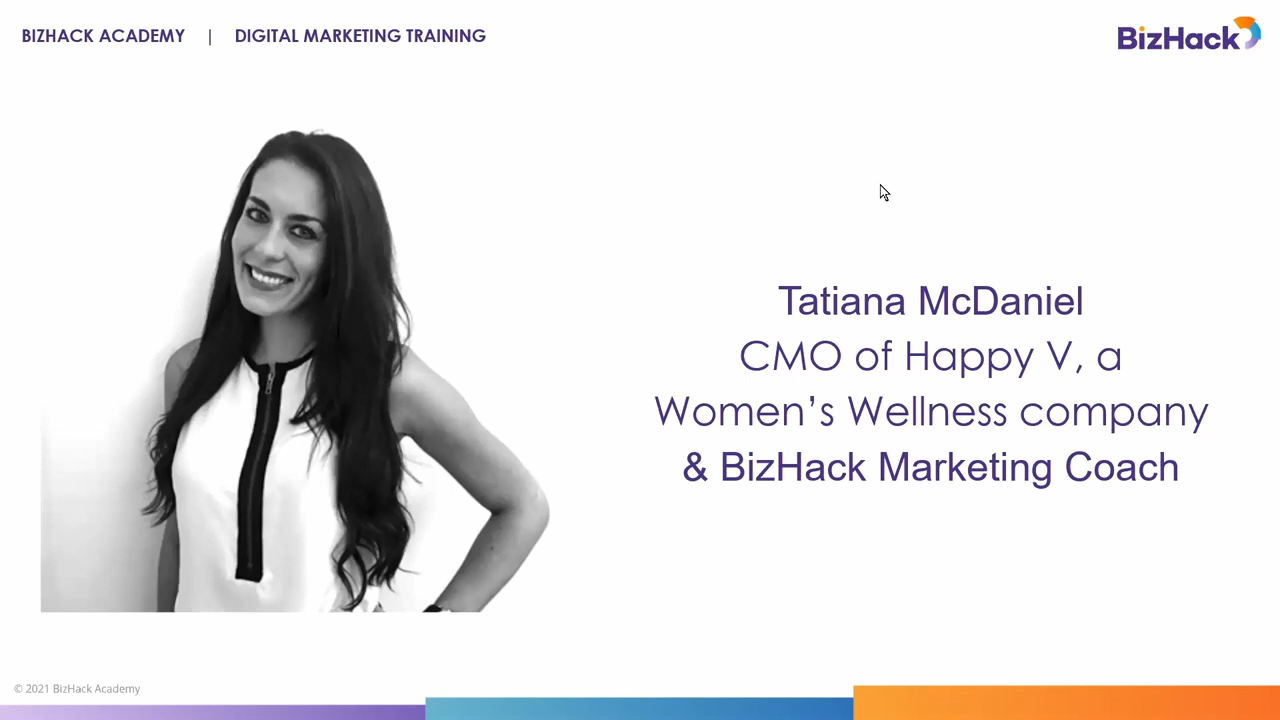 BIZHACK ACADEMY | DIGITAL MARKETING TRAINING
BizHack
Tatiana McDaniel
CMO of Happy V, a
Women’s Wellness company
& BizHack Marketing Coach
© 2021 BizHack Academy